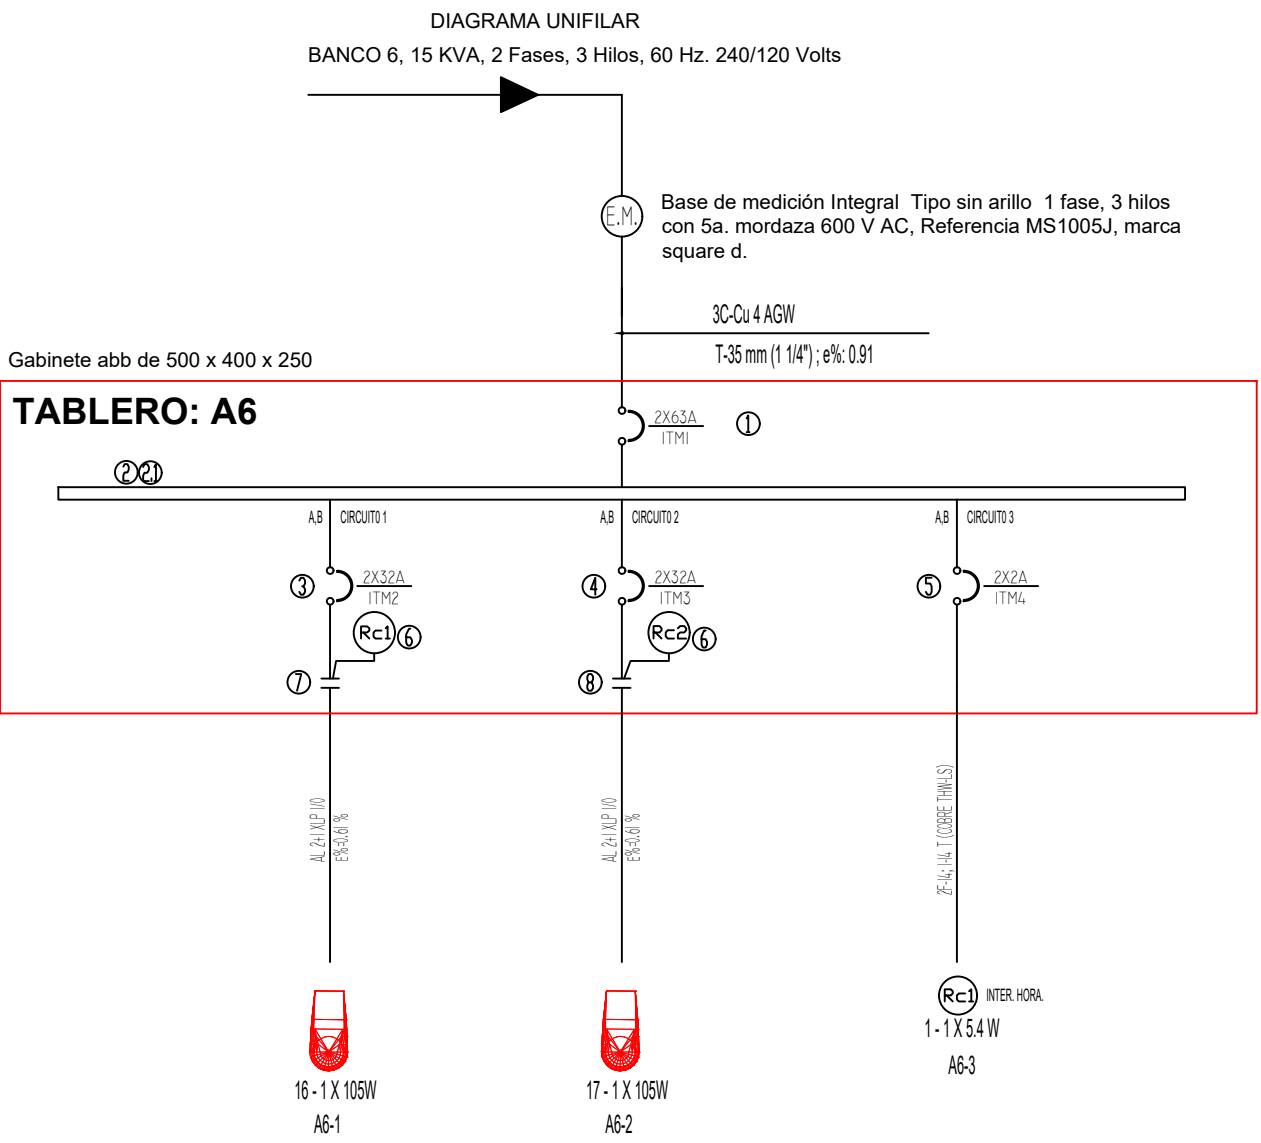 DIAGRAMA UNIFILAR
BANCO 6, 15 KVA, 2 Fases, 3 Hilos, 60 Hz. 240/120 Volts
E.M.
Base de medición Integral Tipo sin arillo 1 fase, 3 hilos
con 5a. mordaza 600 V AC, Referencia MS1005J, marca
square d.
3C-Cu 4 AGW
T-35 mm (1 1/4") ; e%: 0.91
Gabinete abb de 500 x 400 x 250
TABLERO: A6
2X63A
ITM1
1
2 2.1
A,B CIRCUITO 1
A,B CIRCUITO 2
A,B CIRCUITO 3
3
2X32A
ITM2
4
2X32A
ITM3
5
2X2A
ITM4
Rc1 6
Rc2 6
7
8
AL 2+1 XLP 1/0
E%=0.61 %
AL 2+1 XLP 1/0
E%=0.61 %
2F-14; 1-14 T (COBRE THW-LS)
Rc1 INTER. HORA.
1 - 1 X 5.4 W
A6-3
16 - 1 X 105W
A6-1
17 - 1 X 105W
A6-2